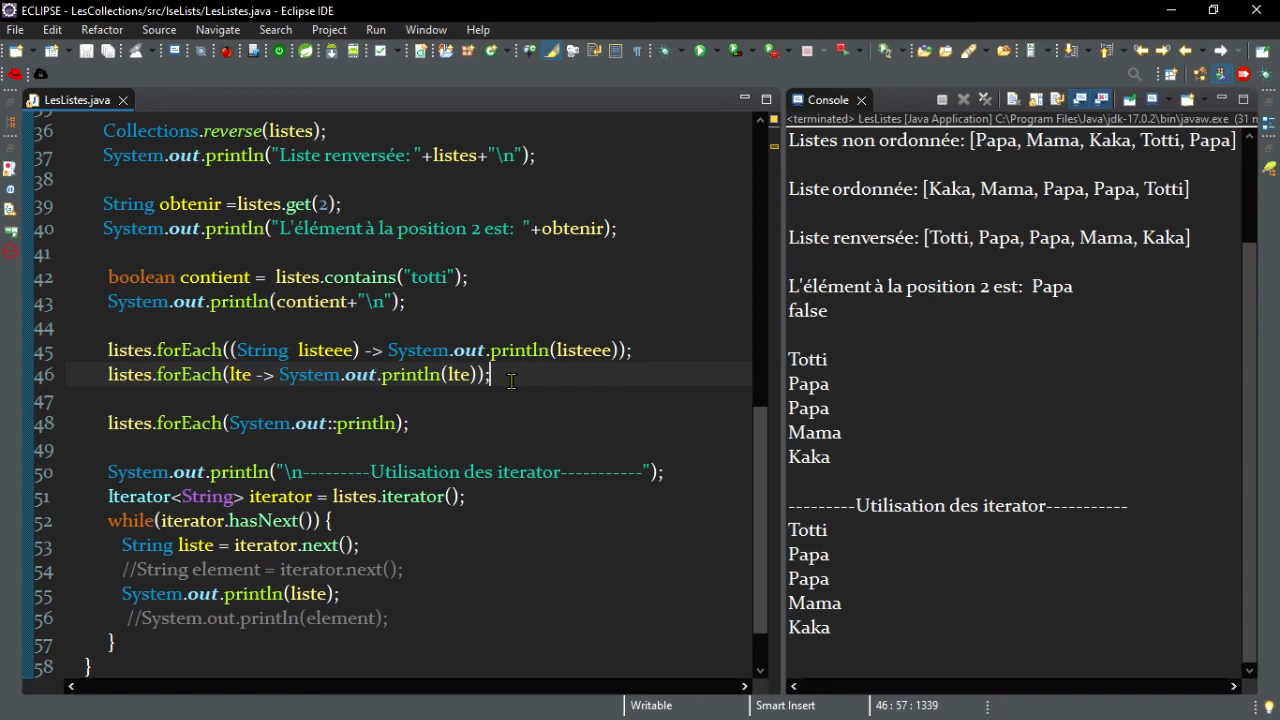 ECLIPSE - LesCollections/src/lseLists/LesListes.java - Eclipse IDE
File Edit Refactor Source Navigate Search Project Run Window Help
LesListes.java
36 Collections.reverse(listes);
37 System.out.println("Liste renversée: "+listes+"\n");
38
39 String obtenir =listes.get(2);
40 System.out.println("L'élément à la position 2 est:  "+obtenir);
41
42 boolean contient =  listes.contains("totti");
43 System.out.println(contient+"\n");
44
45 listes.forEach((String  listeee) -> System.out.println(listeee));
46 listes.forEach(lte -> System.out.println(lte));
47
48 listes.forEach(System.out::println);
49
50 System.out.println("\n---------Utilisation des iterator-----------");
51 Iterator<String> iterator = listes.iterator();
52 while(iterator.hasNext()) {
53 String liste = iterator.next();
54 //String element = iterator.next();
55 System.out.println(liste);
56 //System.out.println(element);
57 }
58 }
Console
<terminated> LesListes [Java Application] C:\Program Files\Java\jdk-17.0.2\bin\javaw.exe (31 n
Listes non ordonnée: [Papa, Mama, Kaka, Totti, Papa]
Liste ordonnée: [Kaka, Mama, Papa, Papa, Totti]
Liste renversée: [Totti, Papa, Papa, Mama, Kaka]
L'élément à la position 2 est:  Papa
false
Totti
Papa
Papa
Mama
Kaka
---------Utilisation des iterator-----------
Totti
Papa
Papa
Mama
Kaka
Writable Smart Insert 46 : 57 : 1339